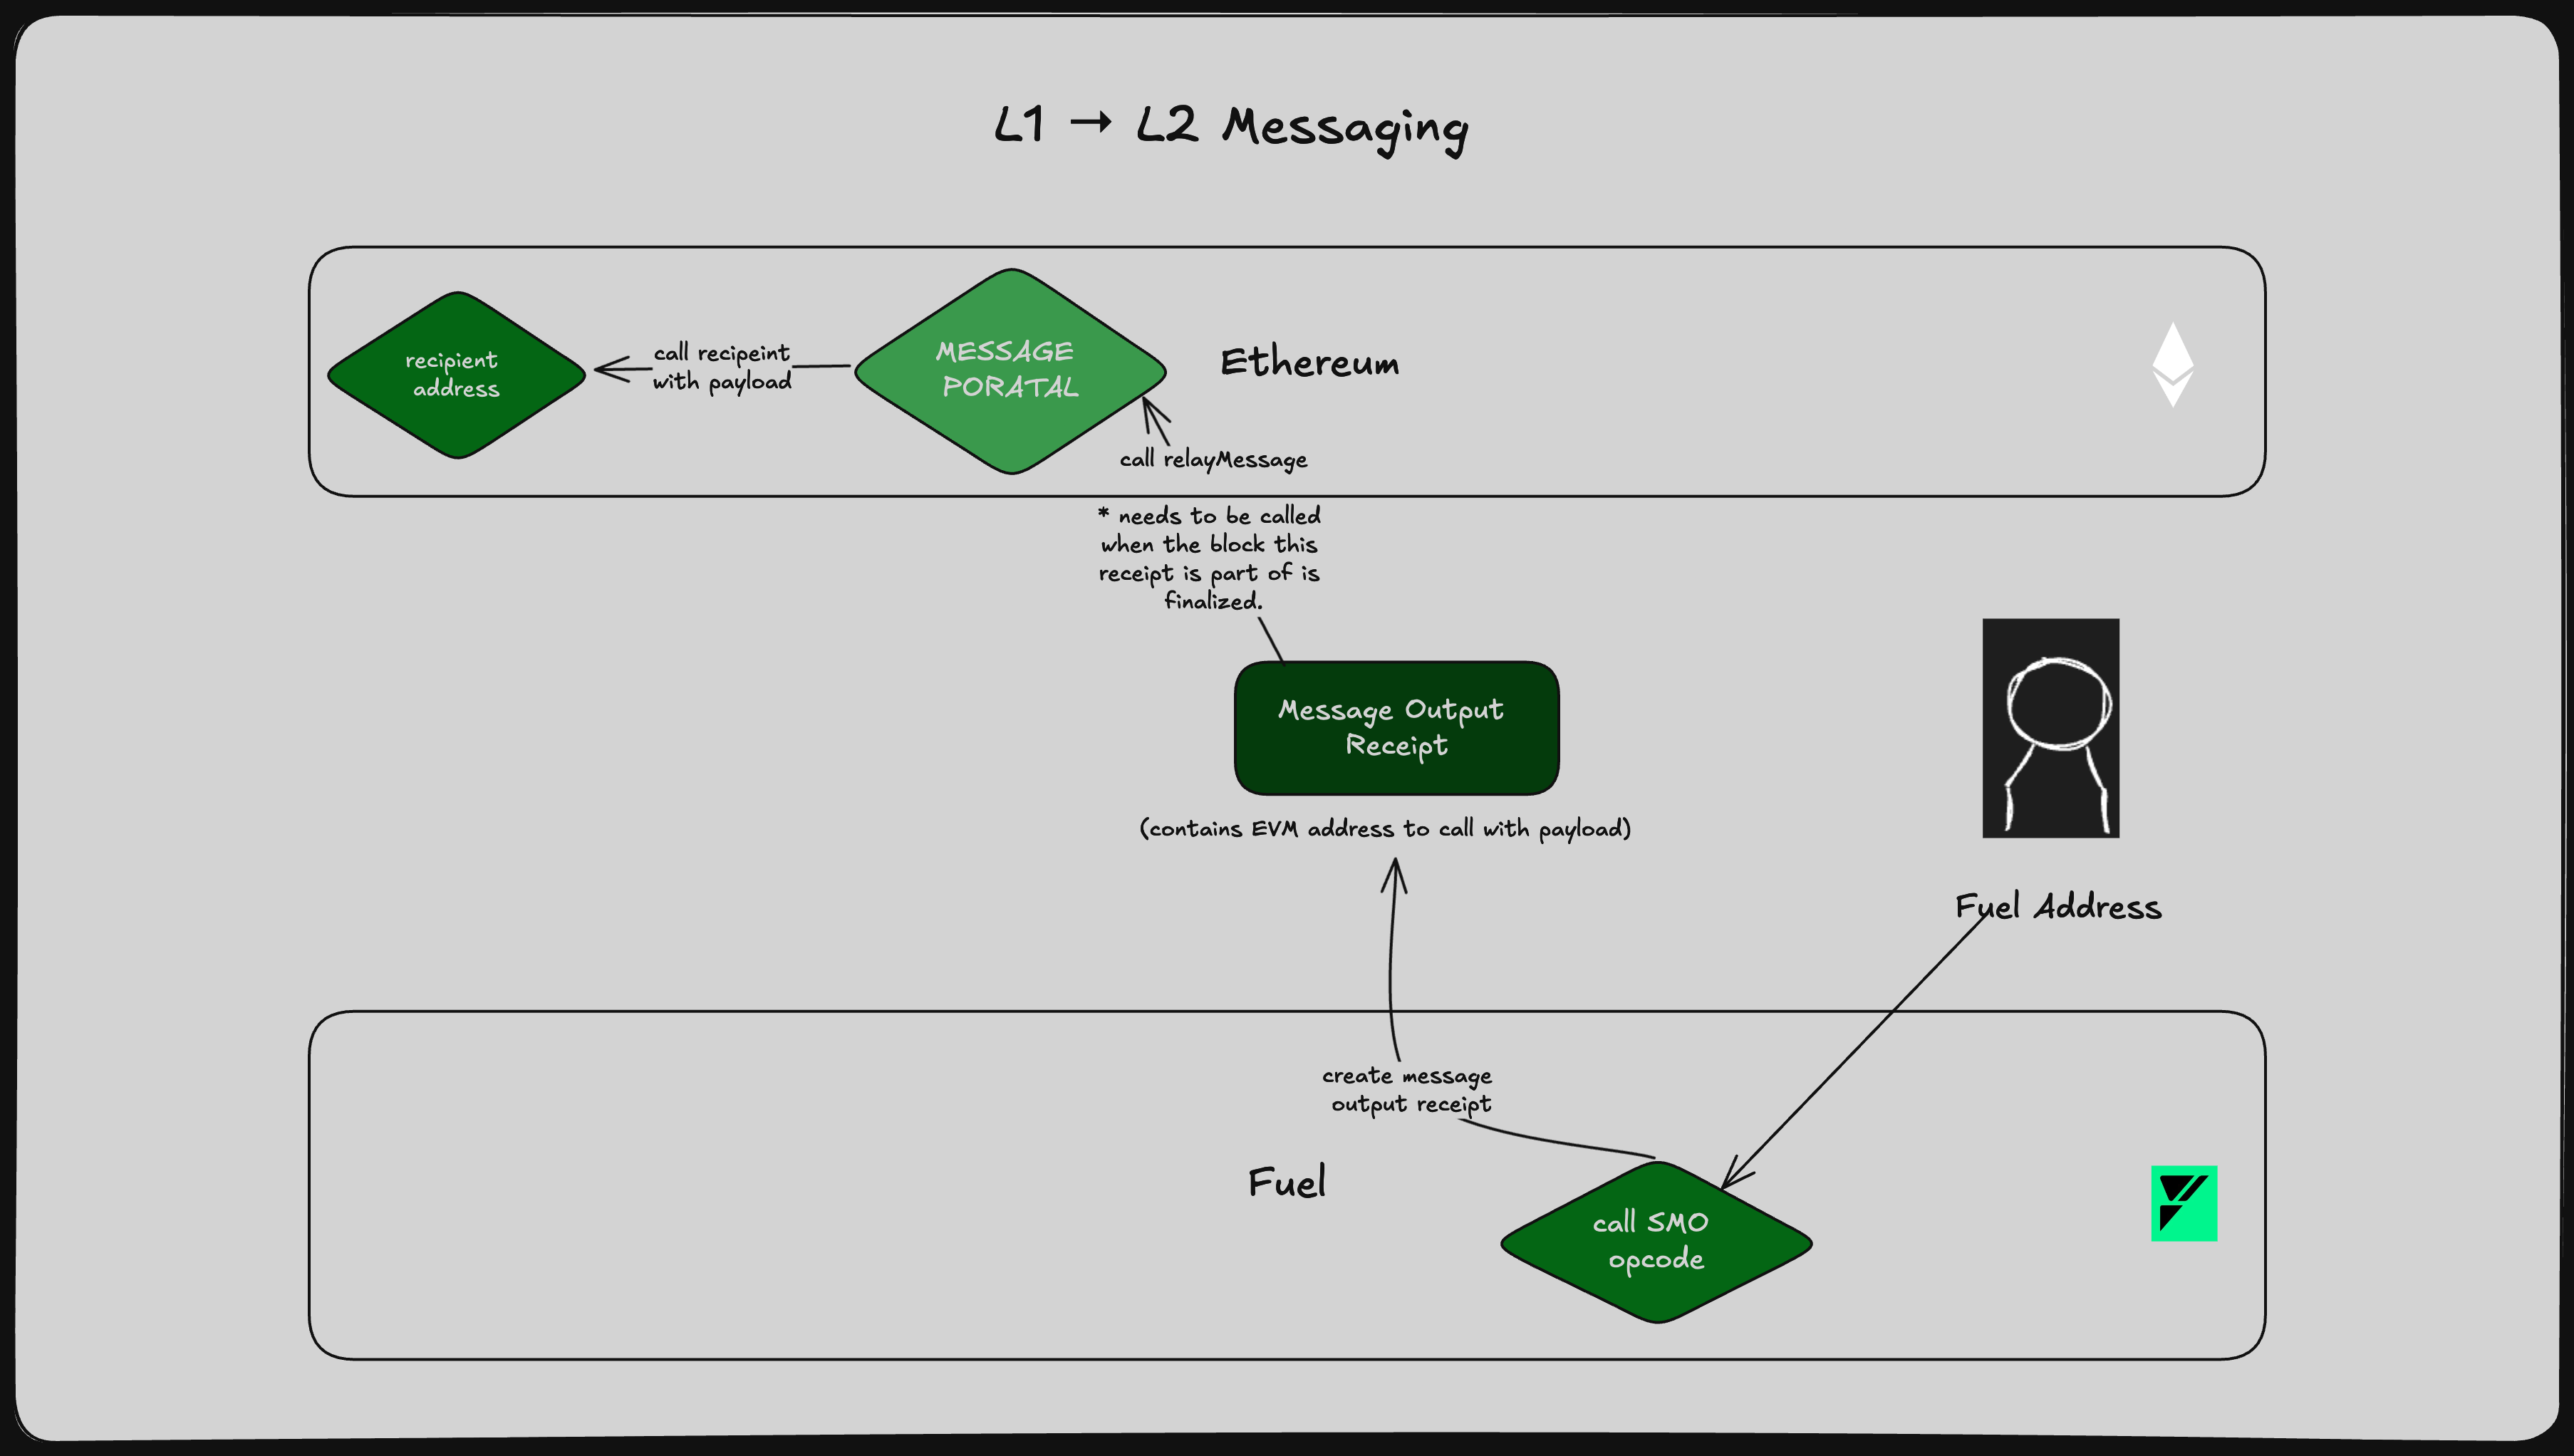 L1 → L2 Messaging
recipient
address
call recipeint
with payload
MESSAGE
PORATAL
Ethereum
call relayMessage
* needs to be called
when the block this
receipt is part of is
finalized.
Message Output
Receipt
(contains EVM address to call with payload)
Fuel Address
create message
output receipt
Fuel
call SMO
opcode